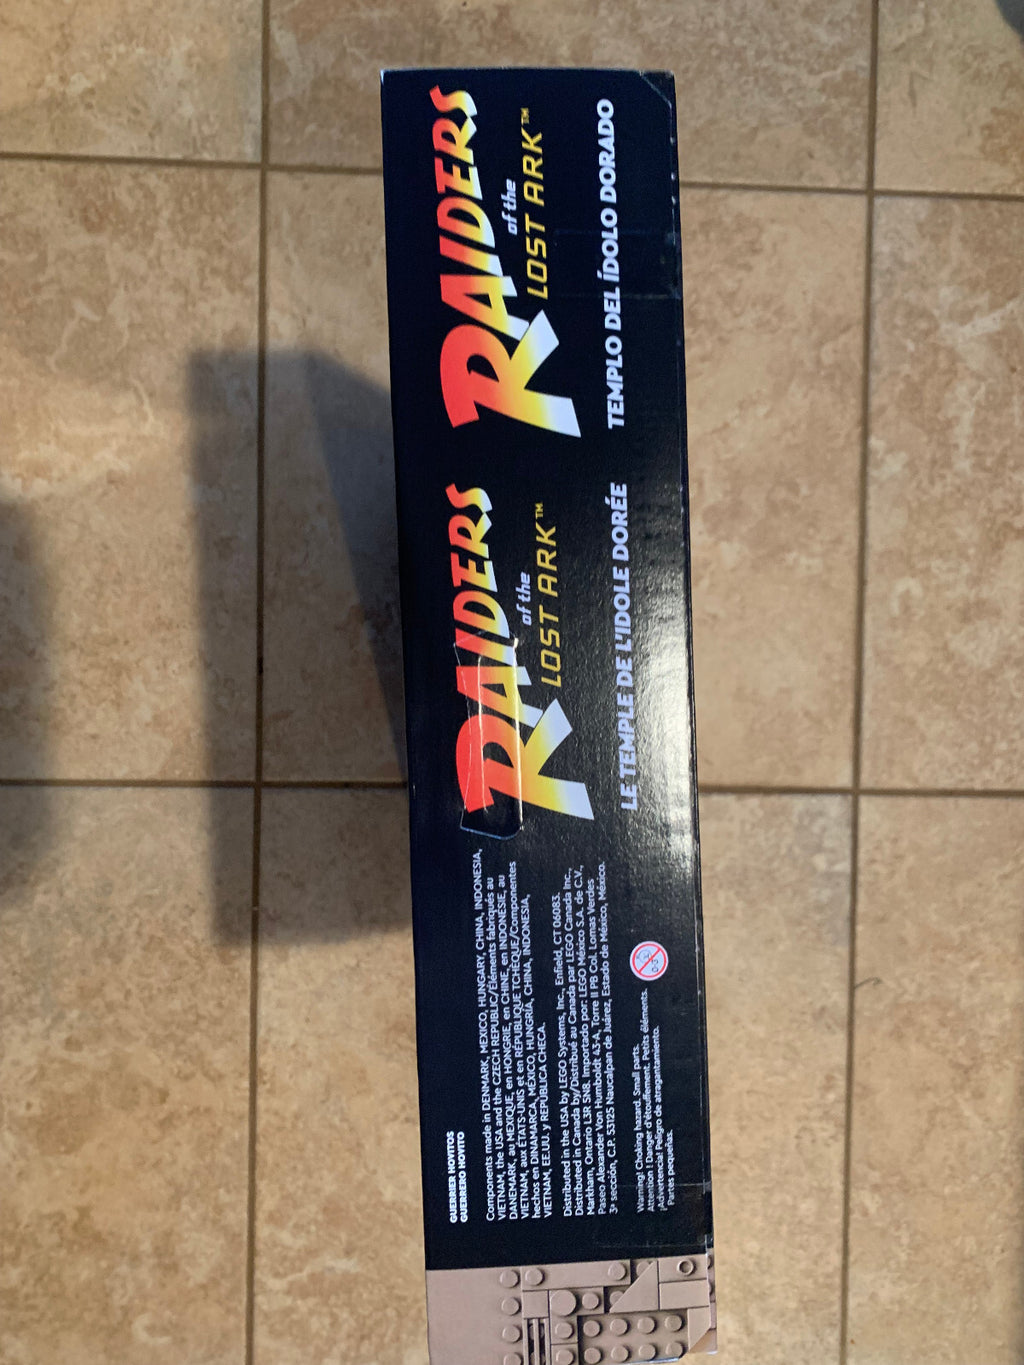 GUERRIER HOVITOS
GUERRERO HOVITO
Components made in DENMARK, MEXICO, HUNGARY, CHINA, INDONESIA,
VIETNAM, the USA and the CZECH REPUBLIC/Éléments fabriqués au
DANEMARK, au MEXIQUE, en HONGRIE, en CHINE, en INDONÉSIE, au
VIETNAM, aux ÉTATS-UNIS et en RÉPUBLIQUE TCHÈQUE/Componentes
hechos en DINAMARCA, MÉXICO, HUNGRÍA, CHINA, INDONESIA,
VIETNAM, EE.UU. y REPÚBLICA CHECA.
Distributed in the USA by LEGO Systems, Inc., Enfield, CT 06083.
Distributed in Canada by/Distribué au Canada par LEGO Canada Inc.,
Markham, Ontario L3R 5N8. Importado por: LEGO México S.A. de C.V.,
Paseo Alexander Von Humboldt 43-A, Torre II PB Col. Lomas Verdes
3ª sección, C.P. 53125 Naucalpan de Juárez, Estado de México, México.
Warning! Choking hazard. Small parts.
Attention ! Danger d'étouffement. Petits éléments.
¡Advertencia! Peligro de atragantamiento.
Partes pequeñas.
0-3
RAIDERS
of the
LOST ARK™
LE TEMPLE DE L'IDOLE DORÉE
RAIDERS
of the
LOST ARK™
TEMPLO DEL ÍDOLO DORADO